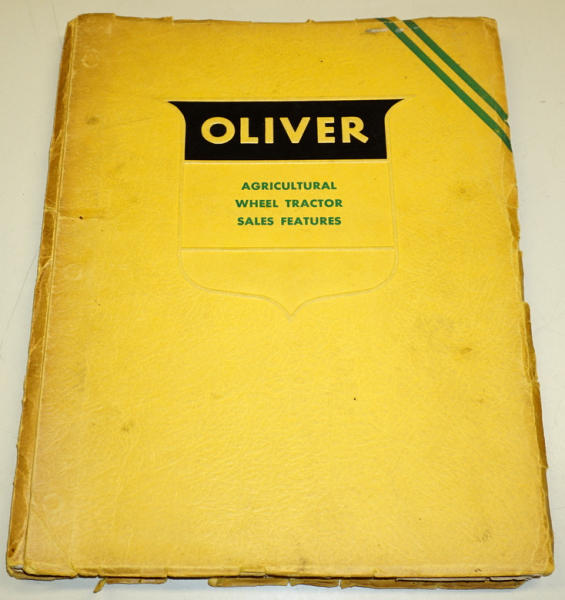 OLIVER
AGRICULTURAL
WHEEL TRACTOR
SALES FEATURES